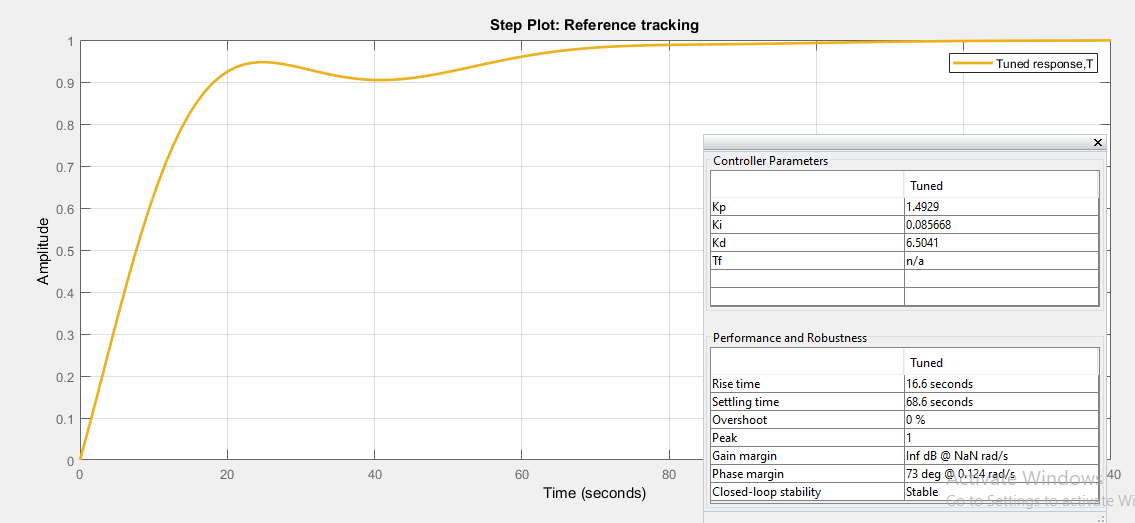 Step Plot: Reference tracking
1
0.9
0.8
0.7
0.6
0.5
0.4
0.3
0.2
0.1
0
Amplitude
0
20
40
60
80
40
Time (seconds)
Tuned response,T
Controller Parameters
Tuned
Kp 1.4929
Ki 0.085668
Kd 6.5041
Tf n/a
Performance and Robustness
Tuned
Rise time 16.6 seconds
Settling time 68.6 seconds
Overshoot 0 %
Peak 1
Gain margin Inf dB @ NaN rad/s
Phase margin 73 deg @ 0.124 rad/s
Closed-loop stability Stable
Activate Windows
Go to Settings to activate Wi